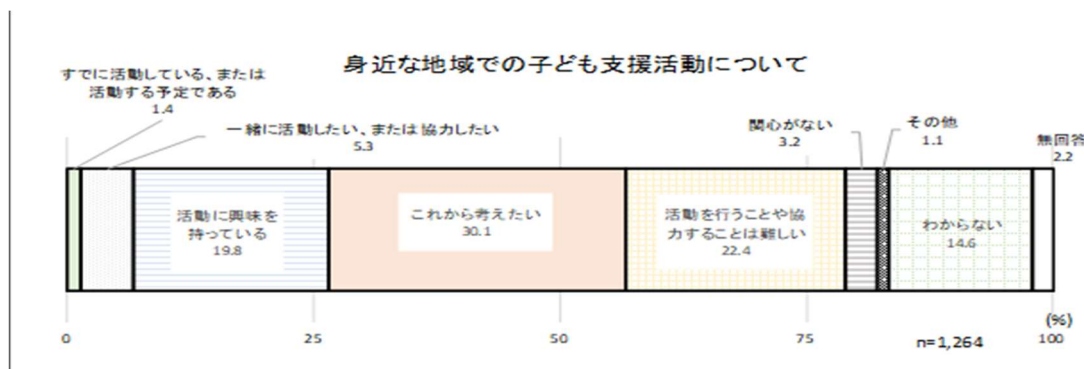 身近な地域での子ども支援活動について
すでに活動している、または
活動する予定である
1.4
一緒に活動したい、または協力したい
5.3
関心がない
3.2
その他
1.1
無回答
2.2
活動に興味を
持っている
19.8
これから考えたい
30.1
活動を行うことや協
力することは難しい
22.4
わからない
14.6
(%)
0
25
50
75
100
n=1,264